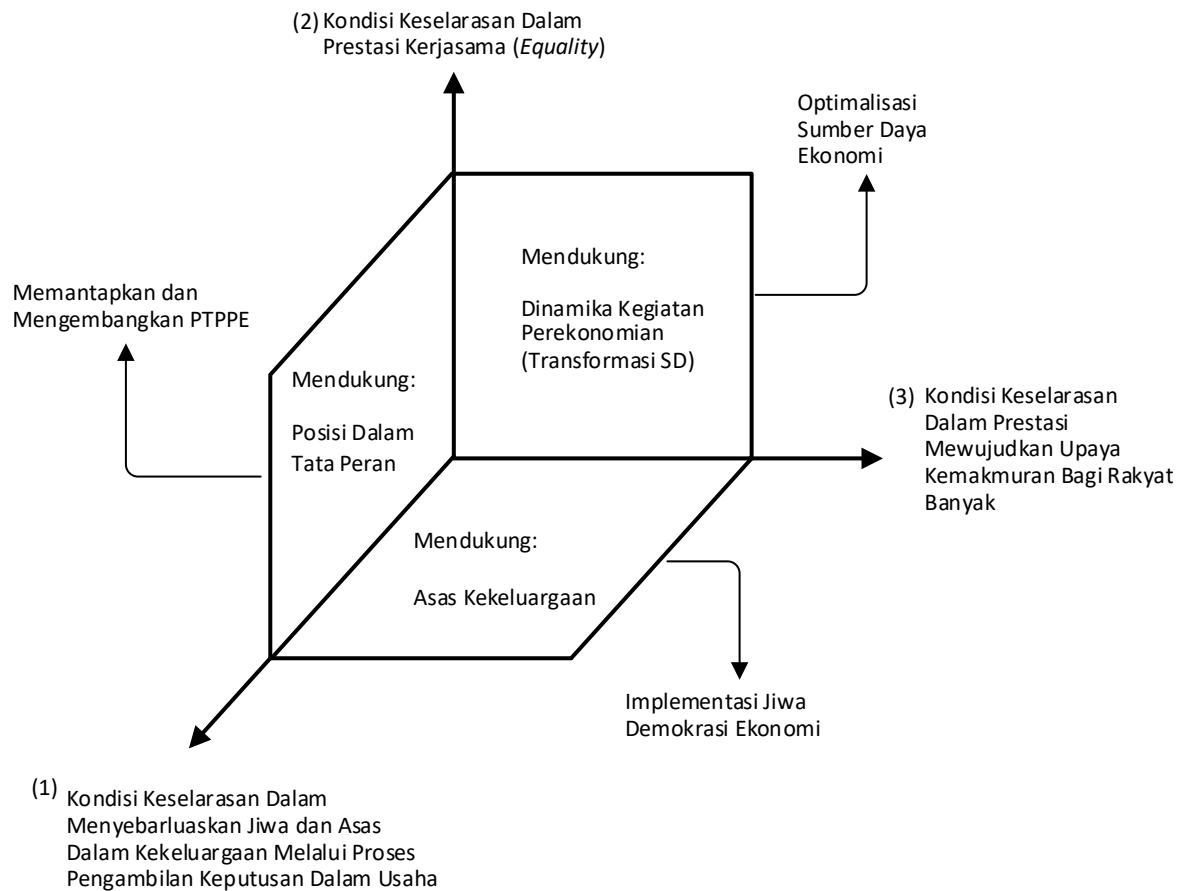 (2) Kondisi Keselarasan Dalam
Prestasi Kerjasama (Equality)
Optimalisasi
Sumber Daya
Ekonomi
Mendukung:
Dinamika Kegiatan
Perekonomian
(Transformasi SD)
Memantapkan dan
Mengembangkan PTPPE
Mendukung:
Posisi Dalam
Tata Peran
(3) Kondisi Keselarasan
Dalam Prestasi
Mewujudkan Upaya
Kemakmuran Bagi Rakyat
Banyak
Mendukung:
Asas Kekeluargaan
Implementasi Jiwa
Demokrasi Ekonomi
(1) Kondisi Keselarasan Dalam
Menyebarluaskan Jiwa dan Asas
Dalam Kekeluargaan Melalui Proses
Pengambilan Keputusan Dalam Usaha